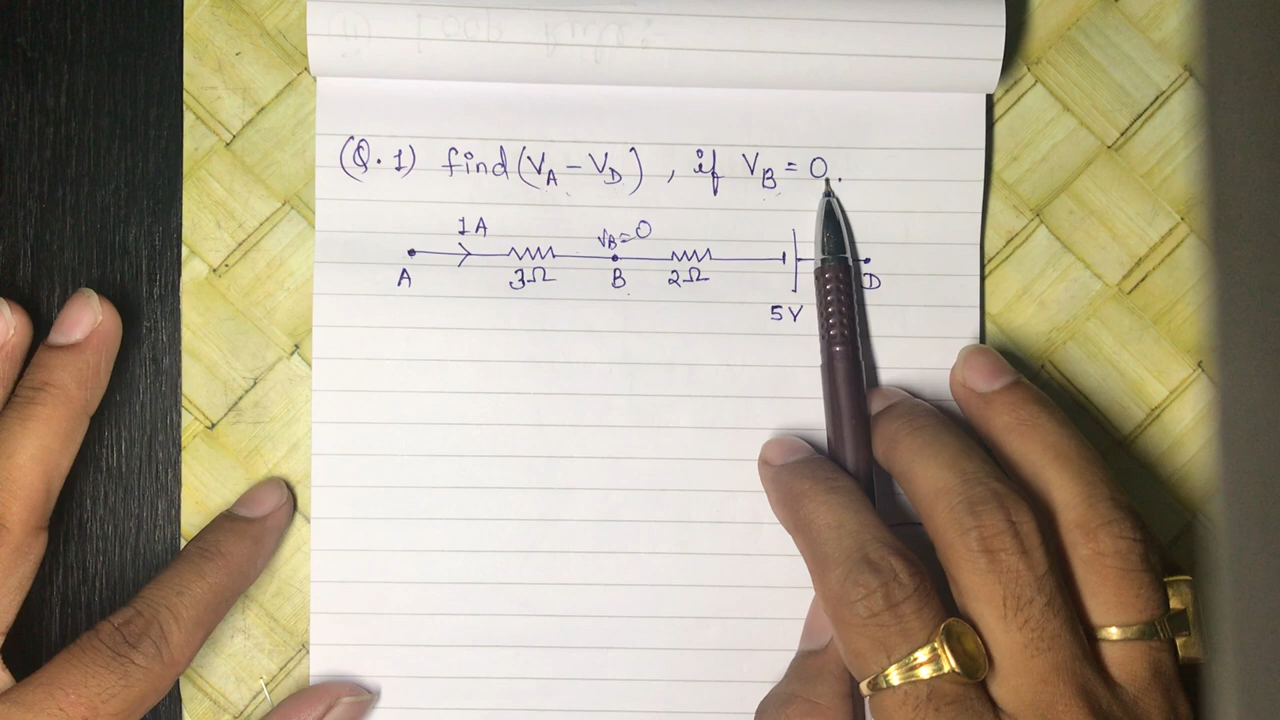 (Q.1) find (VA - VD), if VB = 0.
1A
VB=0
A 3Ω B 2Ω D
5V